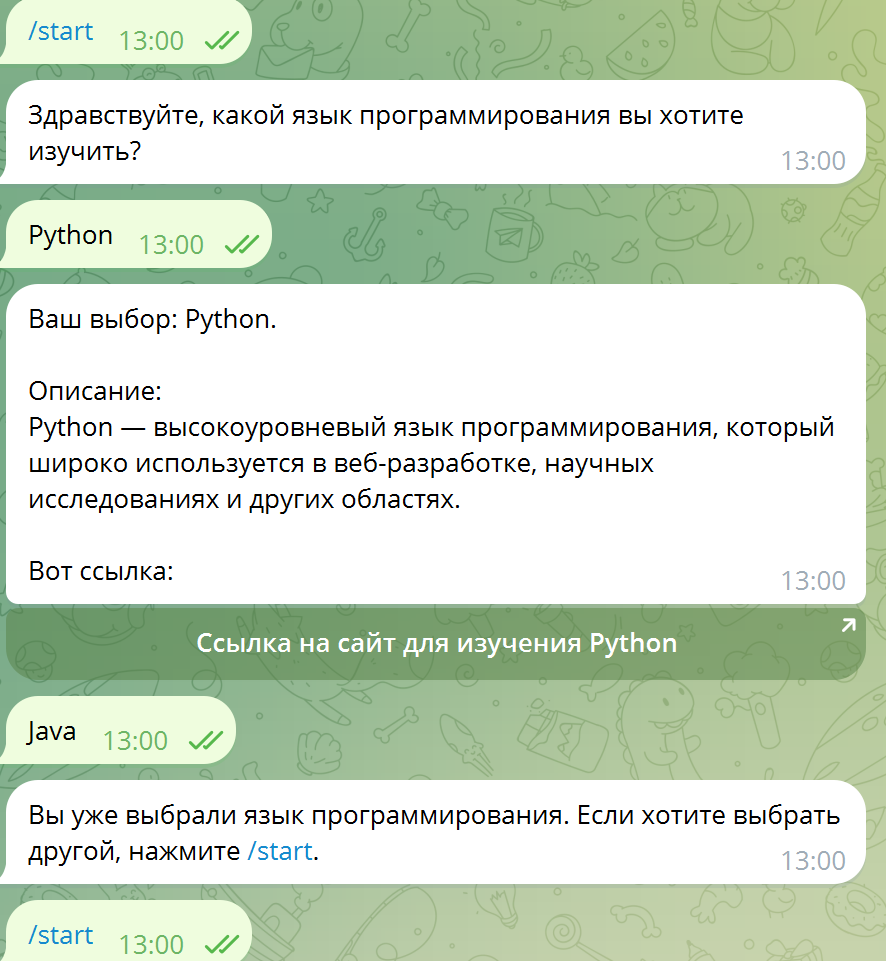 /start 13:00
Здравствуйте, какой язык программирования вы хотите
изучить?
13:00
Python 13:00
Ваш выбор: Python.
Описание:
Python — высокоуровневый язык программирования, который
широко используется в веб-разработке, научных
исследованиях и других областях.
Вот ссылка:
13:00
Ссылка на сайт для изучения Python
Java 13:00
Вы уже выбрали язык программирования. Если хотите выбрать
другой, нажмите /start.
13:00
/start 13:00